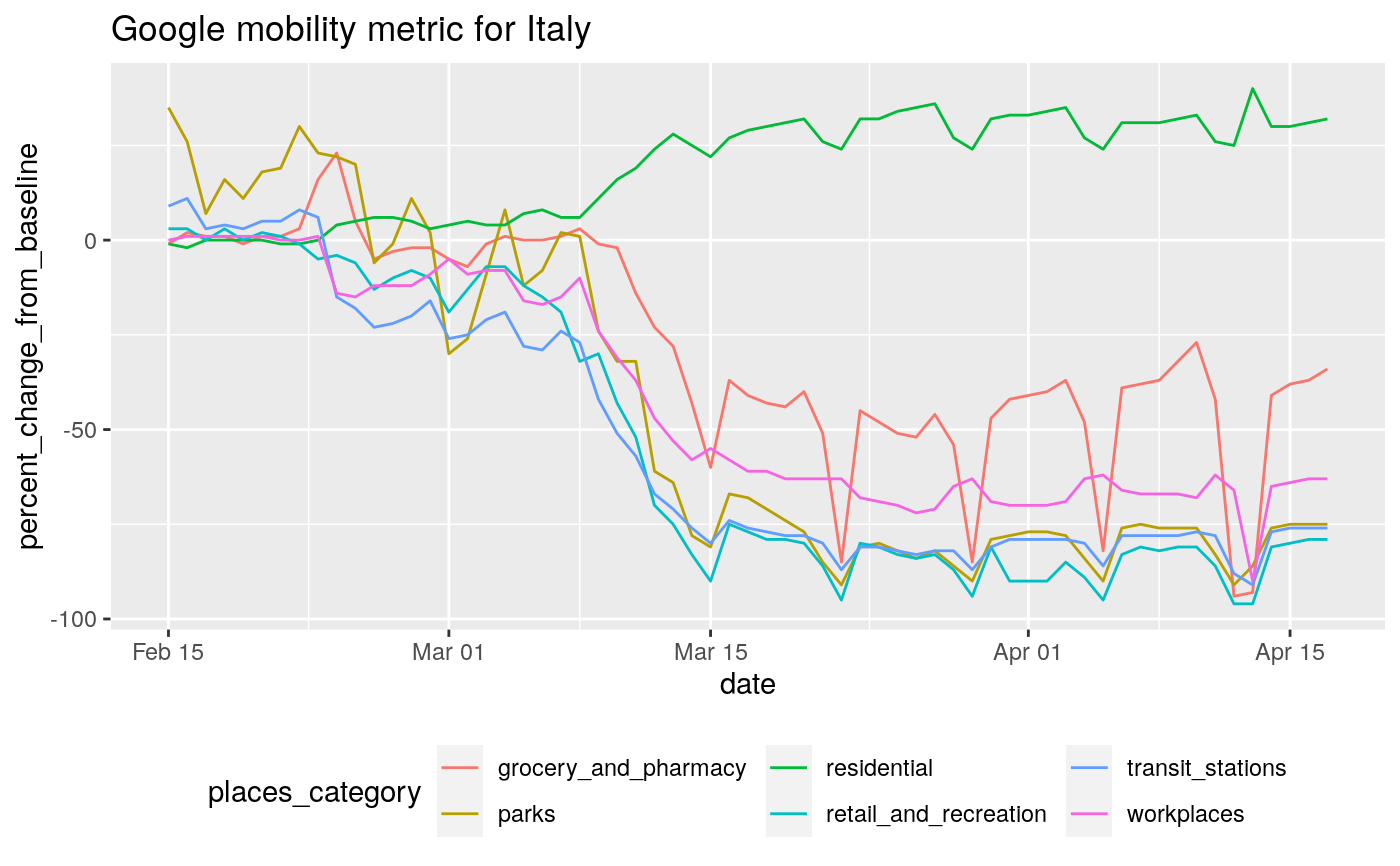 Google mobility metric for Italy
percent_change_from_baseline
0
-50
-100
Feb 15 Mar 01 Mar 15 Apr 01 Apr 15
date
places_category
grocery_and_pharmacy residential transit_stations
parks retail_and_recreation workplaces